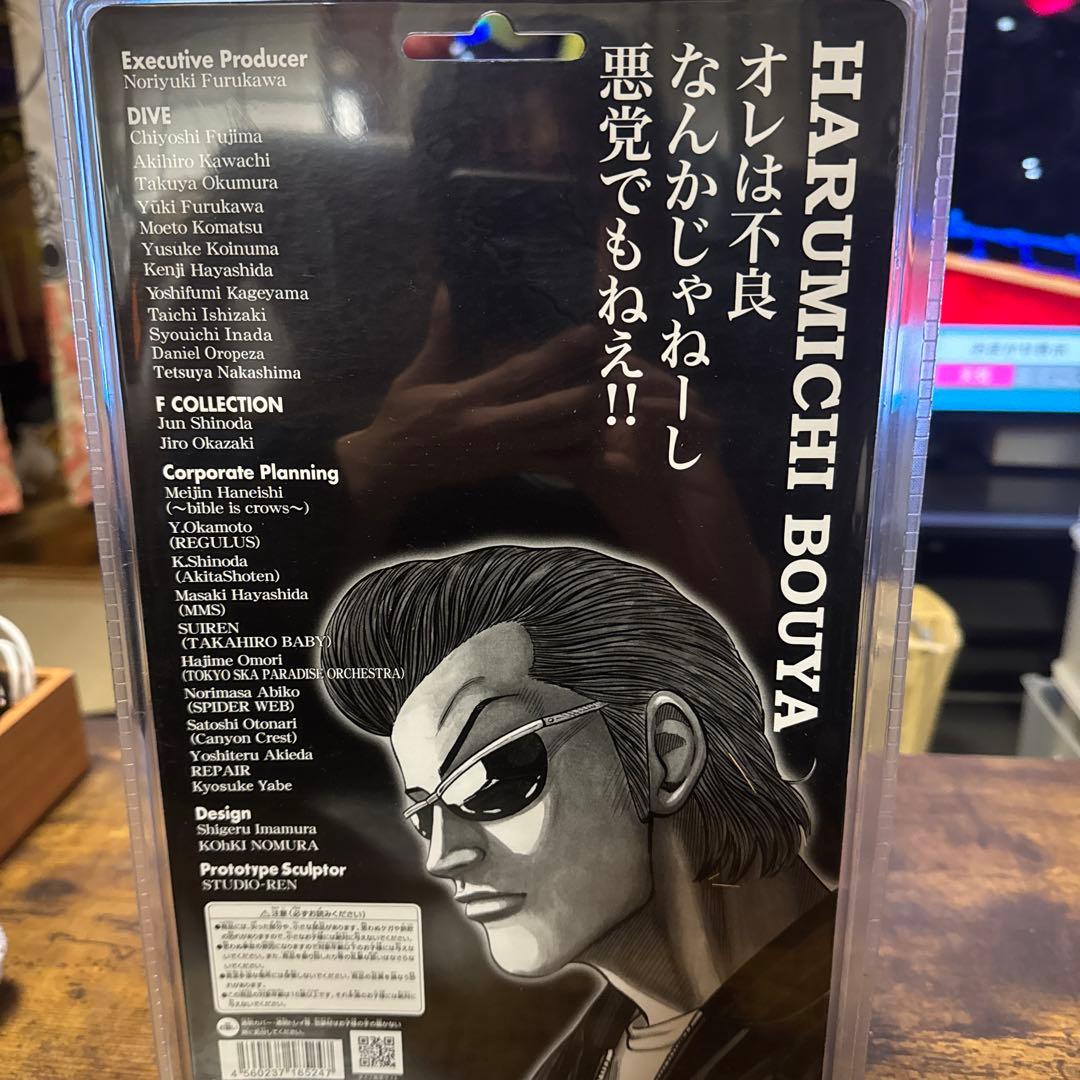 Executive Producer
Noriyuki Furukawa
DIVE
Chiyoshi Fujima
Akihiro Kawachi
Takuya Okumura
Yūki Furukawa
Moeto Komatsu
Yusuke Koinuma
Kenji Hayashida
Yoshifumi Kageyama
Taichi Ishizaki
Syouichi Inada
Daniel Oropeza
Tetsuya Nakashima
F COLLECTION
Jun Shinoda
Jiro Okazaki
Corporate Planning
Meijin Haneishi
(～bible is crows～)
Y.Okamoto
(REGULUS)
K.Shinoda
(AkitaShoten)
Masaki Hayashida
(MMS)
SUIREN
(TAKAHIRO BABY)
Hajime Omori
(TOKYO SKA PARADISE ORCHESTRA)
Norimasa Abiko
(SPIDER WEB)
Satoshi Otonari
(Canyon Crest)
Yoshiteru Akieda
REPAIR
Kyosuke Yabe
Design
Shigeru Imamura
KOhKI NOMURA
Prototype Sculptor
STUDIO-REN
HARUMICHI BOUYA
オレは不良
なんかじゃねーし
悪党でもねえ!!
⚠注意(必ずお読みください)
4 560237 165247